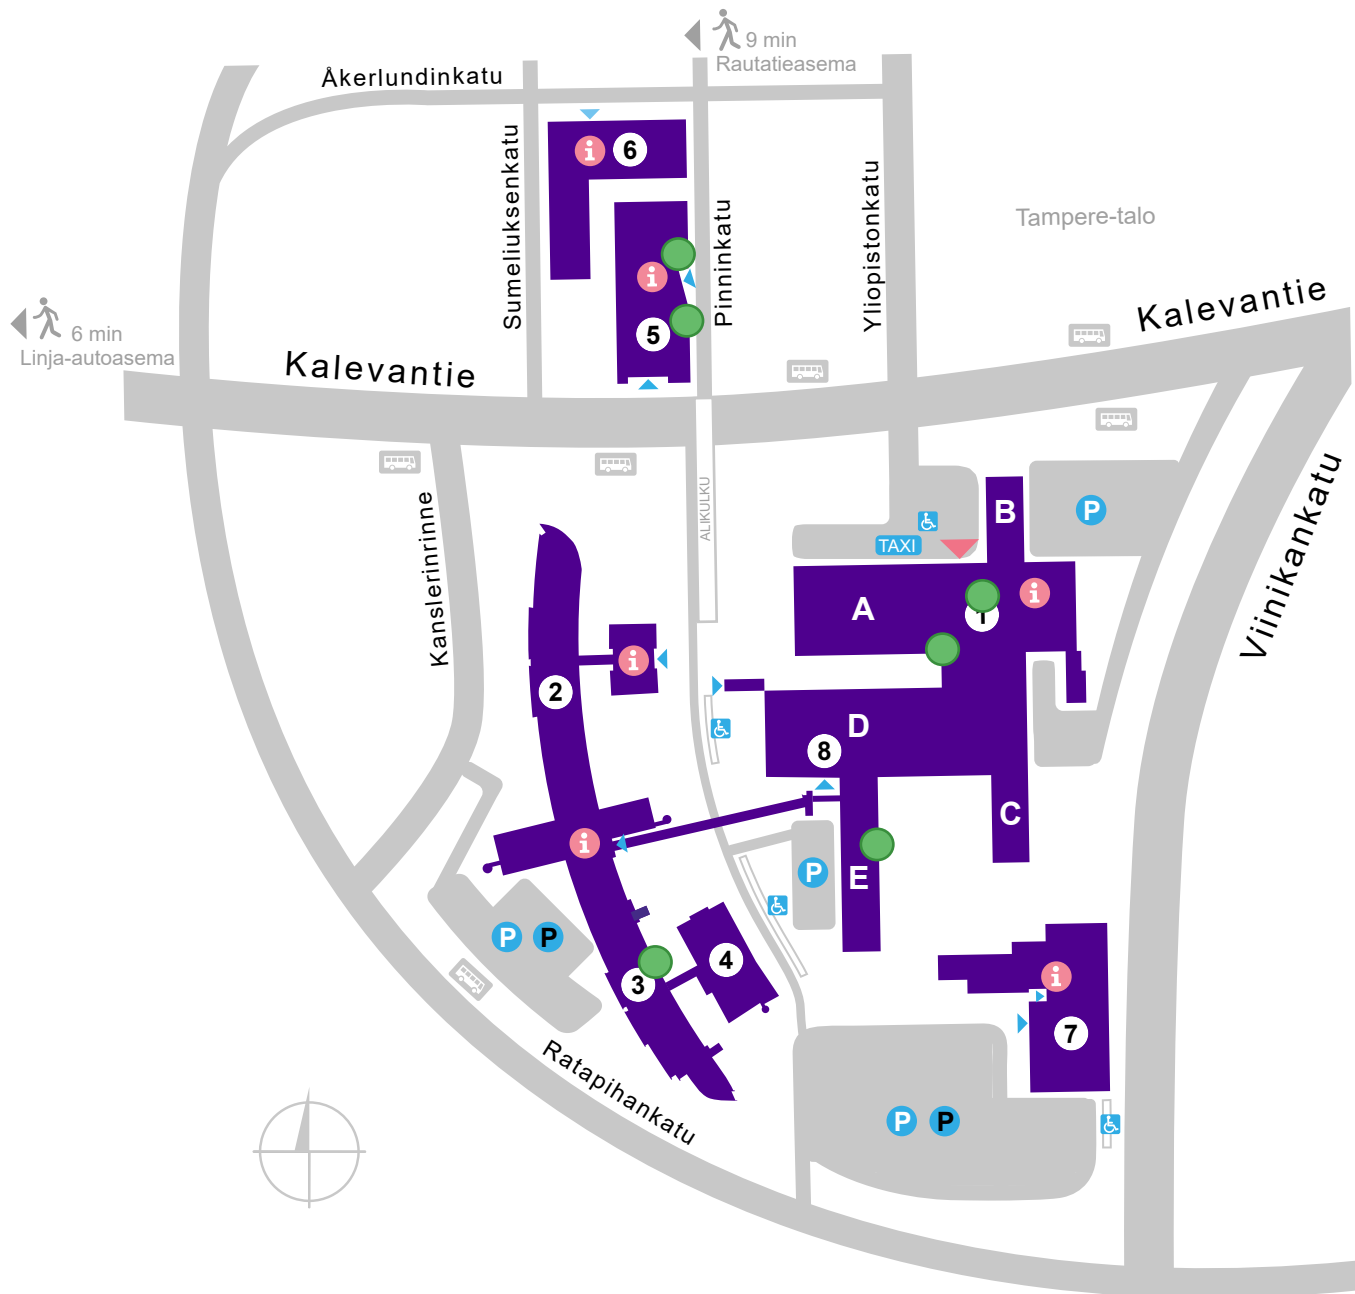 9 min
Rautatieasema
Åkerlundinkatu
Sumeliuksenkatu
i 6
Pinninkatu
Yliopistonkatu
Tampere-talo
i
5
6 min
Linja-autoasema
Kalevantie
Kalevantie
Kanslerinrinne
ALIKULKU
TAXI
B
P
Viinikankatu
A
1
i
2
i
D
8
C
i
P
E
P P
3
4
i
7
Ratapihankatu
P P